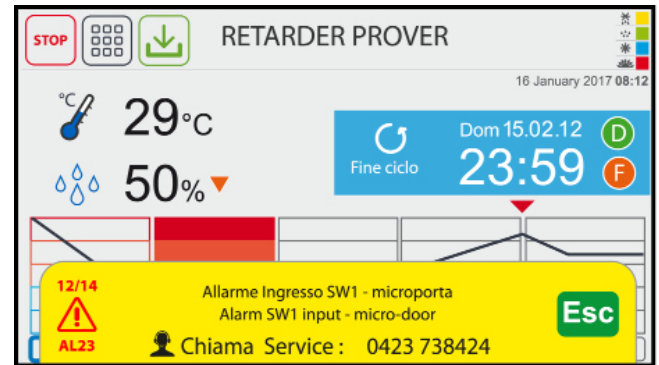 STOP
RETARDER PROVER
16 January 2017 08:12
°C
29°C
50%
Fine ciclo
Dom 15.02.12
23:59
D
F
12/14
AL23
Allarme Ingresso SW1 - microporta
Alarm SW1 input - micro-door
Chiama Service : 0423 738424
Esc